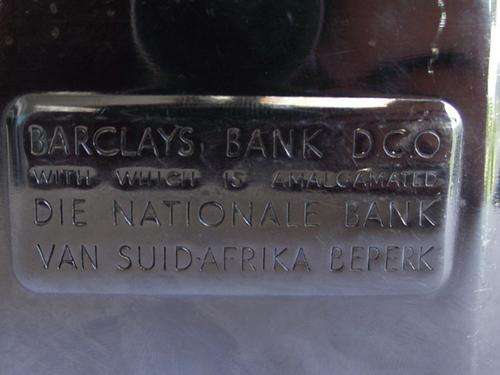 BARCLAYS BANK D.C.O.
WITH WHICH IS AMALGAMATED
DIE NATIONALE BANK
VAN SUID-AFRIKA BEPERK